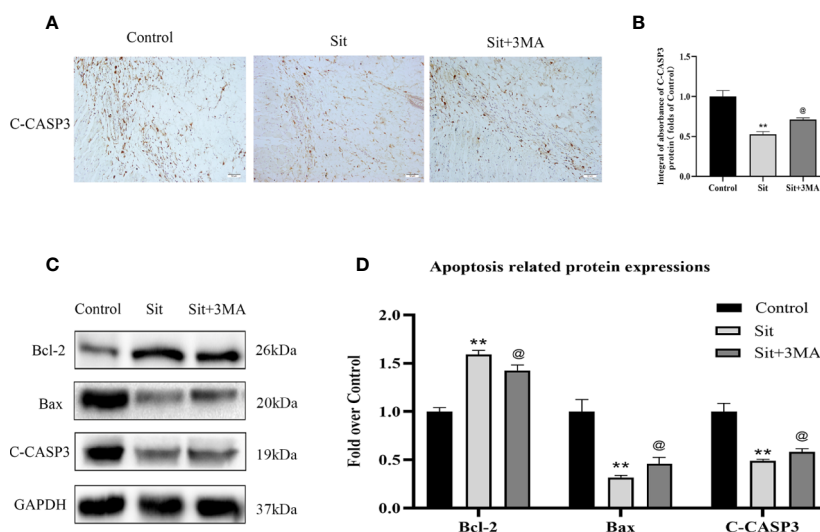 A
Control
Sit
Sit+3MA
C-CASP3
B
Integral of absorbance of C-CASP3
protein ( folds of Control)
1.5
1.0
0.5
0.0
**
@
Control
Sit
Sit+3MA
C
Control
Sit
Sit+3MA
Bcl-2
26kDa
Bax
20kDa
C-CASP3
19kDa
GAPDH
37kDa
D
Apoptosis related protein expressions
Fold over Control
2.0
1.5
1.0
0.5
0.0
**
@
**
@
**
@
Control
Sit
Sit+3MA
Bcl-2
Bax
C-CASP3